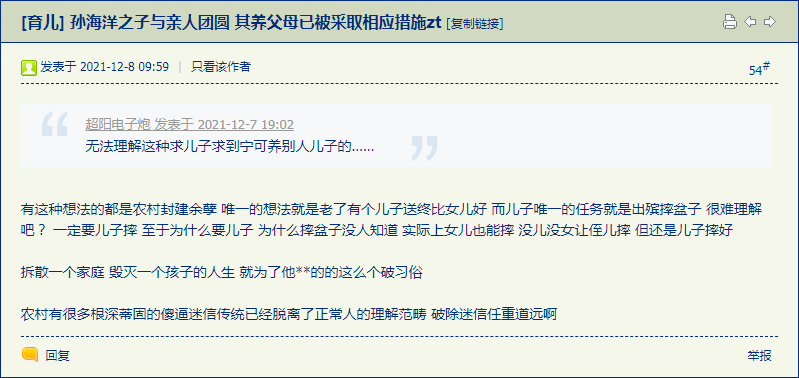 [育儿] 孙海洋之子与亲人团圆 其养父母已被采取相应措施zt [复制链接]
发表于 2021-12-8 09:59 | 只看该作者
54#
超阳电子炮 发表于 2021-12-7 19:02
无法理解这种求儿子求到宁可养别人儿子的......
有这种想法的都是农村封建余孽 唯一的想法就是老了有个儿子送终比女儿好 而儿子唯一的任务就是出殡摔盆子 很难理解
吧？ 一定要儿子摔 至于为什么要儿子 为什么摔盆子没人知道 实际上女儿也能摔 没儿没女让侄儿摔 但还是儿子摔好
拆散一个家庭 毁灭一个孩子的人生 就为了他**的的这么个破习俗
农村有很多根深蒂固的傻逼迷信传统已经脱离了正常人的理解范畴 破除迷信任重道远啊
回复
举报